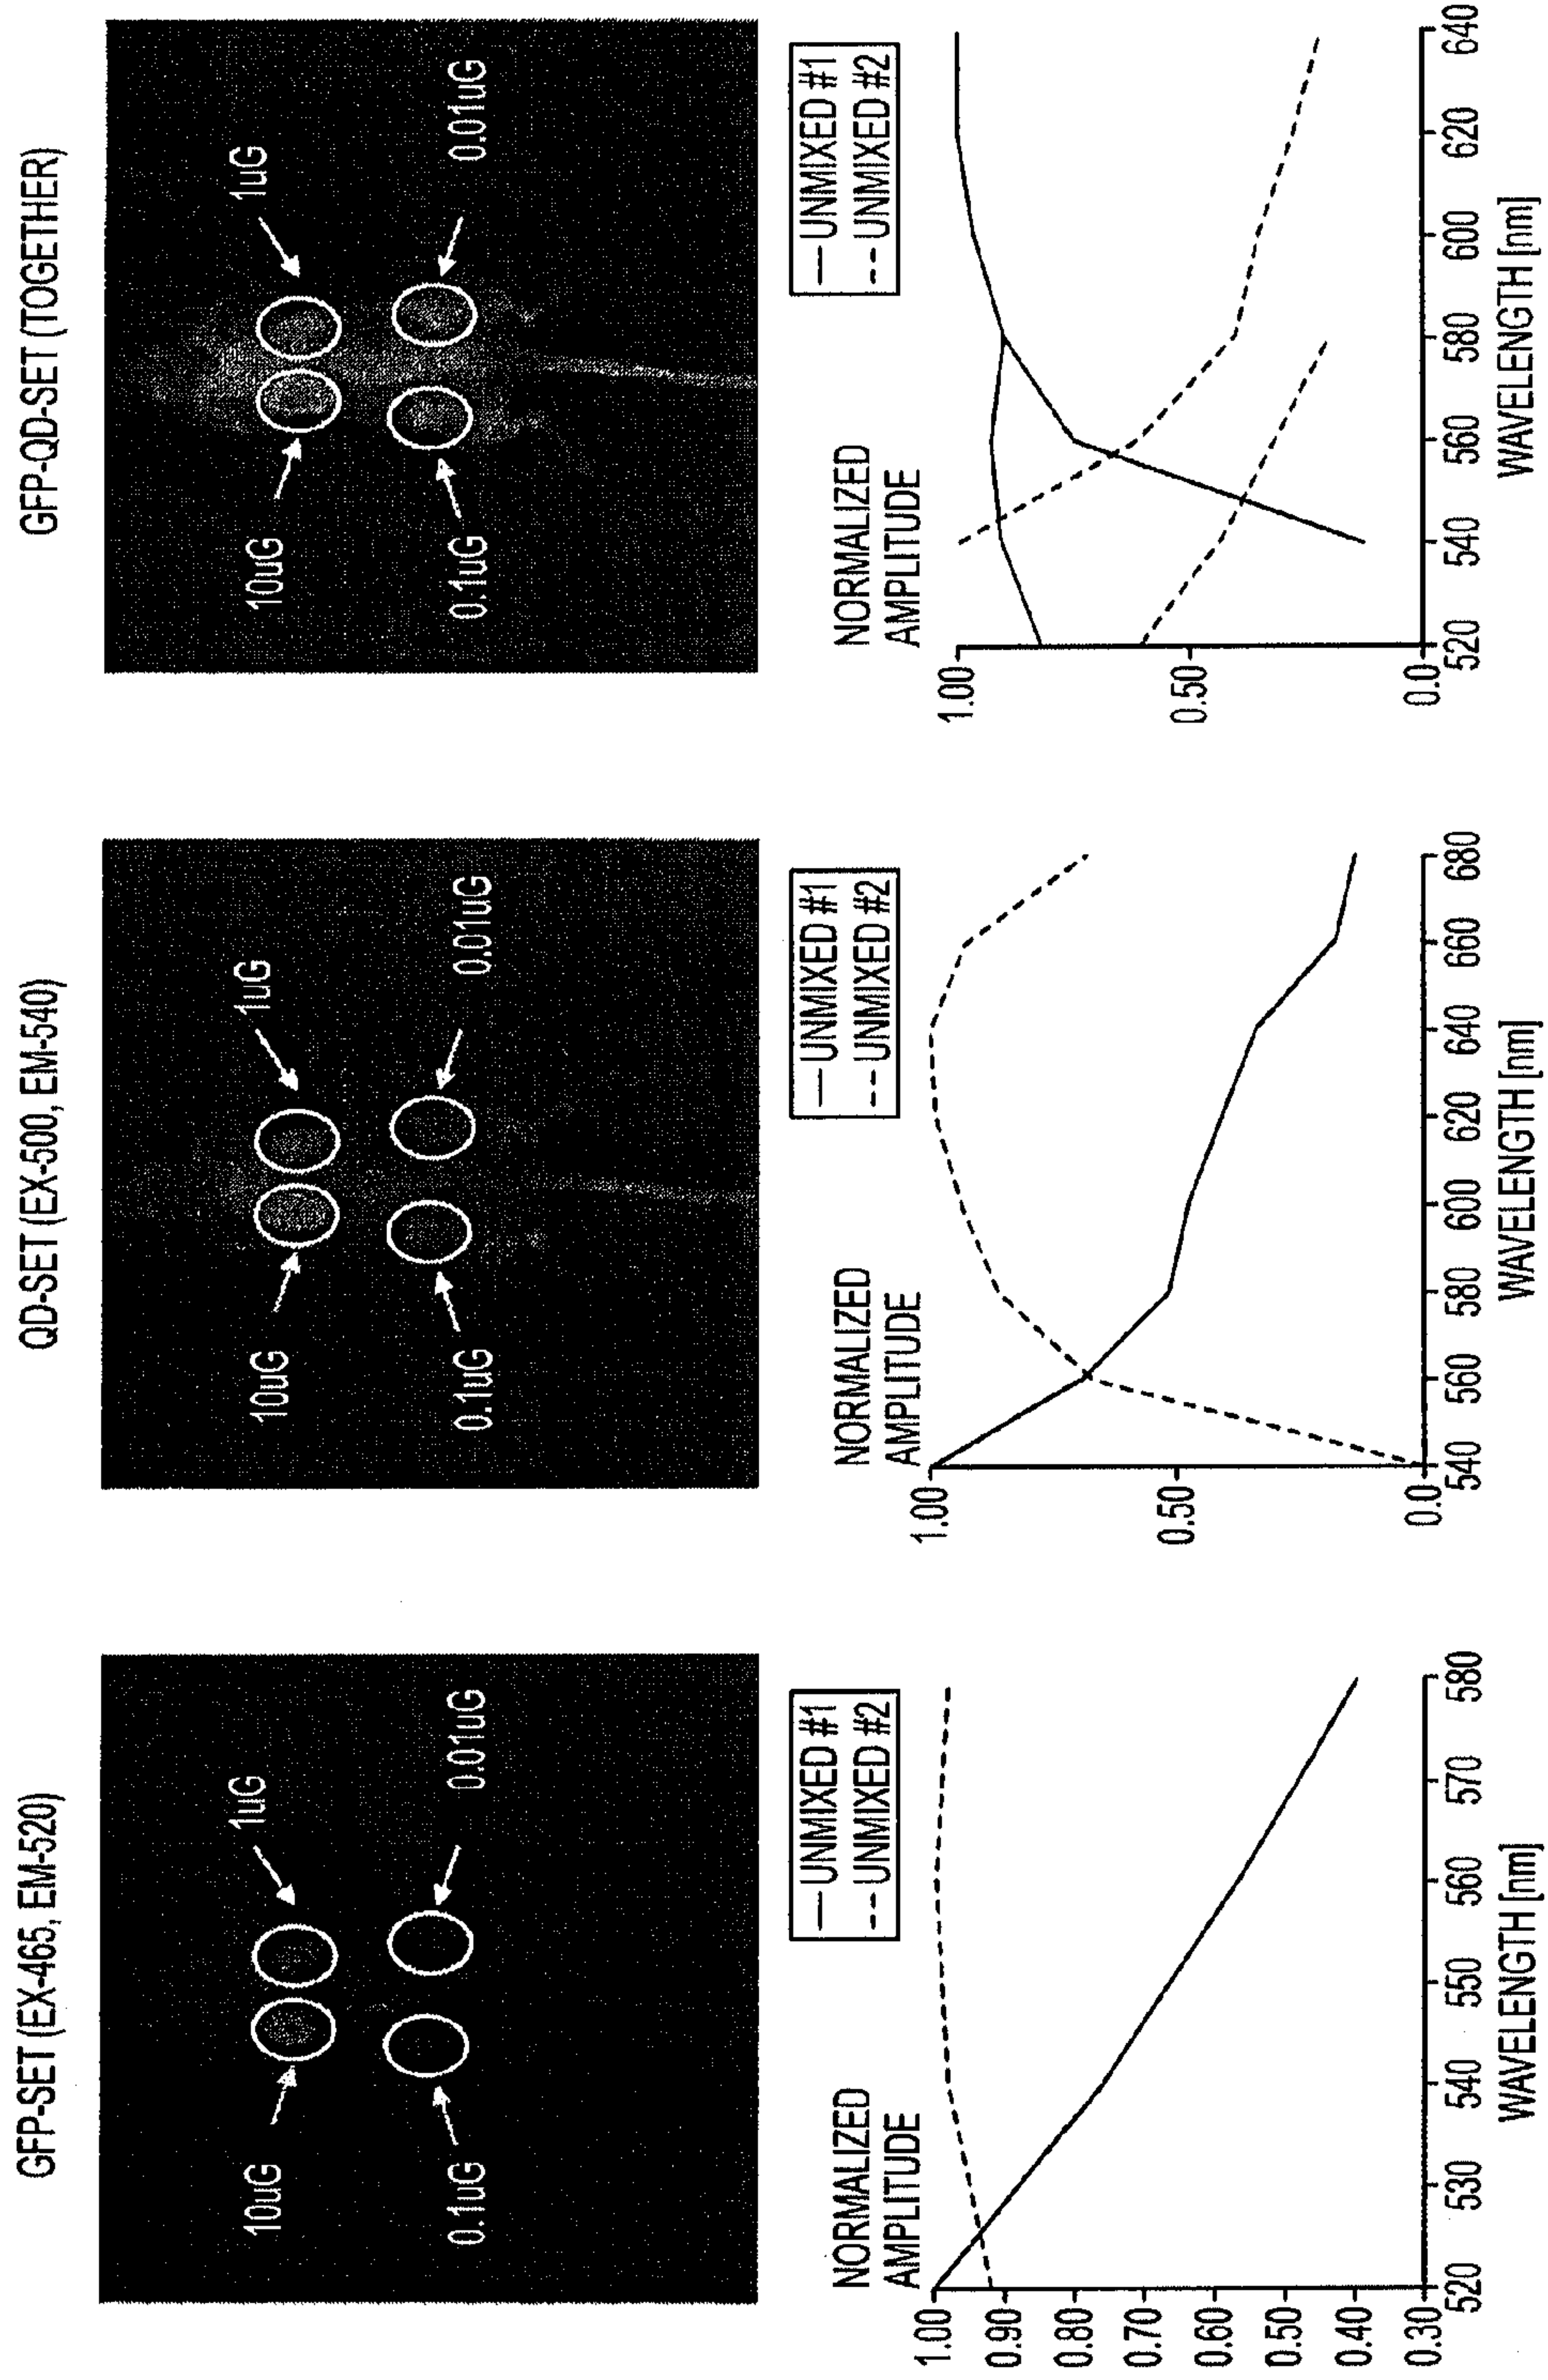 GFP-SET (EX-465, EM-520)
10uG
1uG
0.1uG
0.01uG
NORMALIZED
AMPLITUDE
UNMIXED #1
UNMIXED #2
1.00
0.90
0.80
0.70
0.60
0.50
0.40
0.30
520 530 540 550 560 570 580
WAVELENGTH [nm]
QD-SET (EX-500, EM-540)
10uG
1uG
0.1uG
0.01uG
NORMALIZED
AMPLITUDE
UNMIXED #1
UNMIXED #2
1.00
0.50
0.0
540 560 580 600 620 640 660 680
WAVELENGTH [nm]
GFP-QD-SET (TOGETHER)
10uG
1uG
0.1uG
0.01uG
NORMALIZED
AMPLITUDE
UNMIXED #1
UNMIXED #2
1.00
0.50
0.0
520 540 560 580 600 620 640
WAVELENGTH [nm]